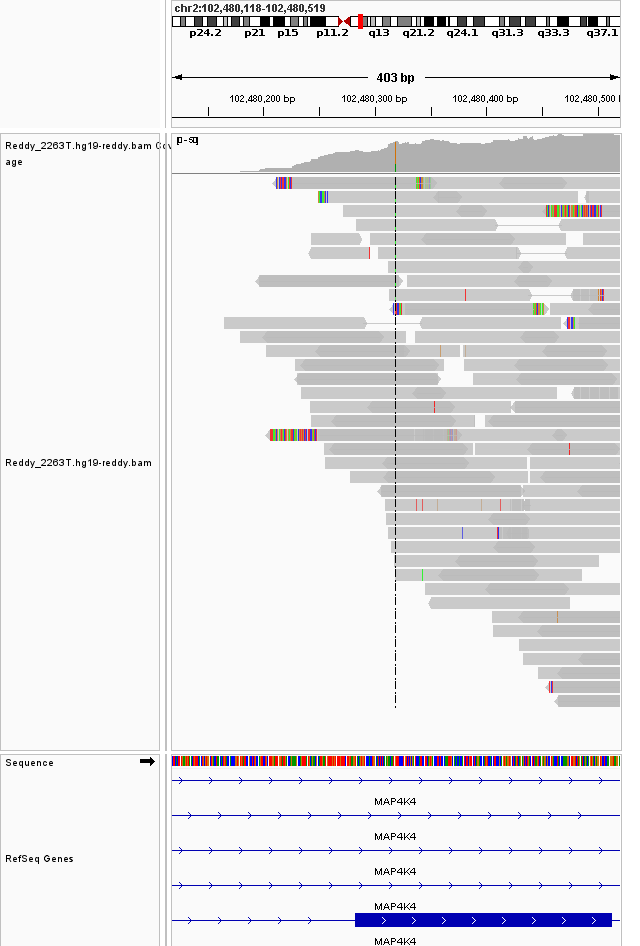 chr2:102,480,118-102,480,519
p24.2 p21 p15 p11.2 q13 q21.2 q24.1 q31.3 q33.3 q37.1
403 bp
102,480,200 bp 102,480,300 bp 102,480,400 bp 102,480,500 
Reddy_2263T.hg19-reddy.bam Cov
age
Reddy_2263T.hg19-reddy.bam
Sequence
MAP4K4
MAP4K4
RefSeq Genes
MAP4K4
MAP4K4
MAP4K4